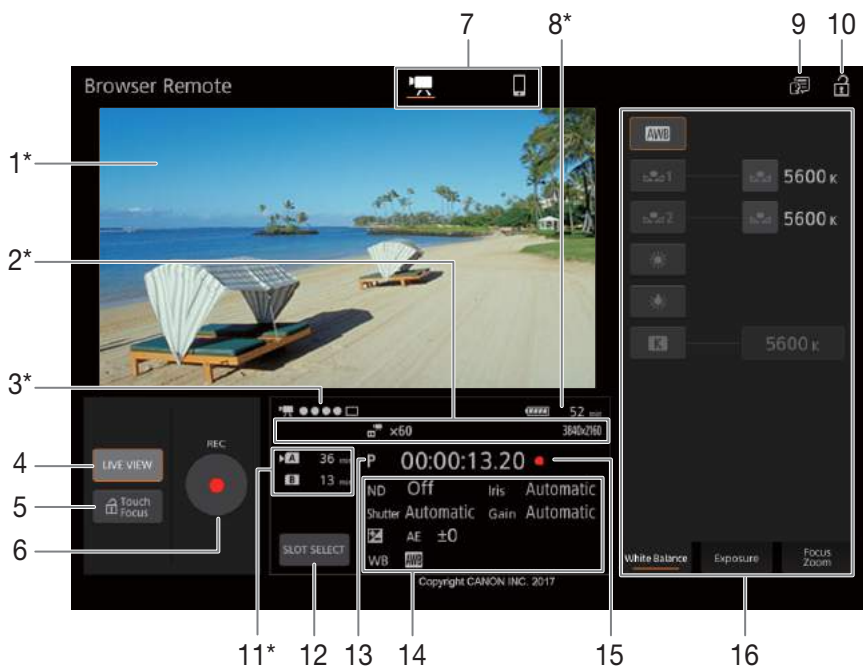 7 8* 9 10
Browser Remote
1*
AWB
1 5600 K
2 5600 K
2*
K 5600 K
3*
52 min
×60 3840x2160
REC
4 LIVE VIEW
A 36 min
P 00:00:13.20
B 13 min
5 Touch
Focus
ND Off Iris Automatic
6
Shutter Automatic Gain Automatic
AE ±0
SLOT SELECT
WB AWB
White Balance Exposure Focus
Zoom
Copyright CANON INC. 2017
11* 12 13 14 15 16